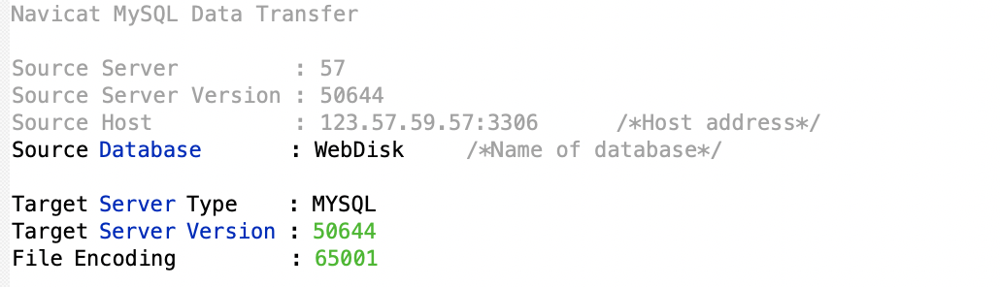 Navicat MySQL Data Transfer
Source Server : 57
Source Server Version : 50644
Source Host : 123.57.59.57:3306 /*Host address*/
Source Database : WebDisk /*Name of database*/
Target Server Type : MYSQL
Target Server Version : 50644
File Encoding : 65001